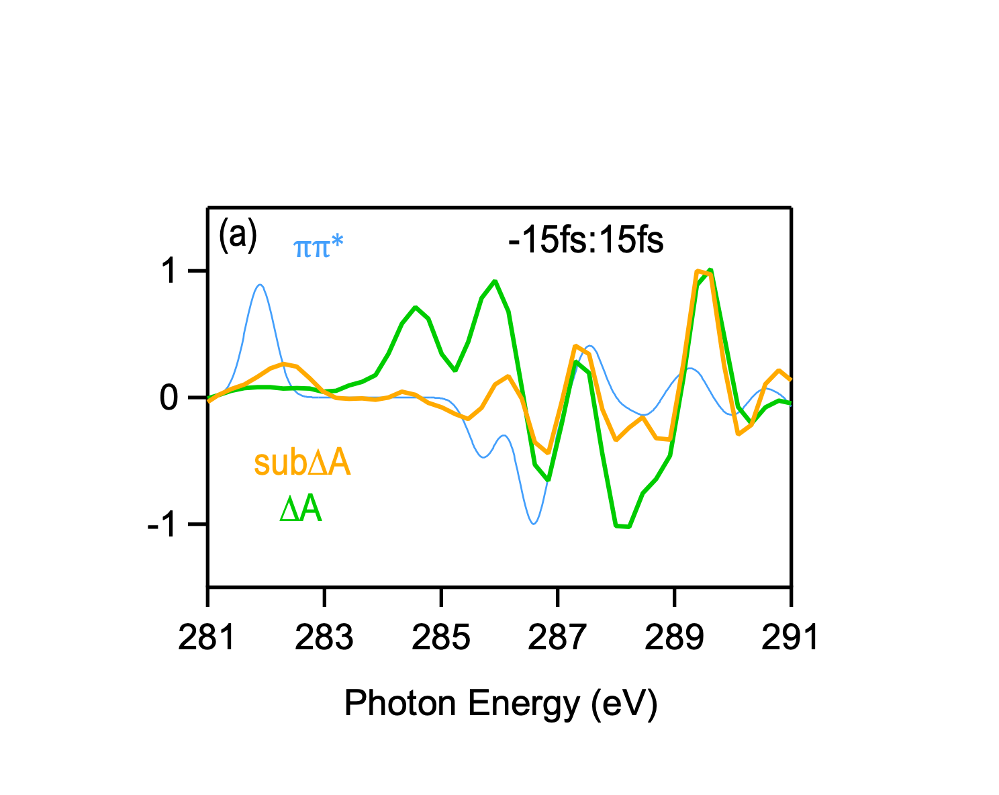 (a)
ππ*
-15fs:15fs
1
0
-1
subΔA
ΔA
281 283 285 287 289 291
Photon Energy (eV)